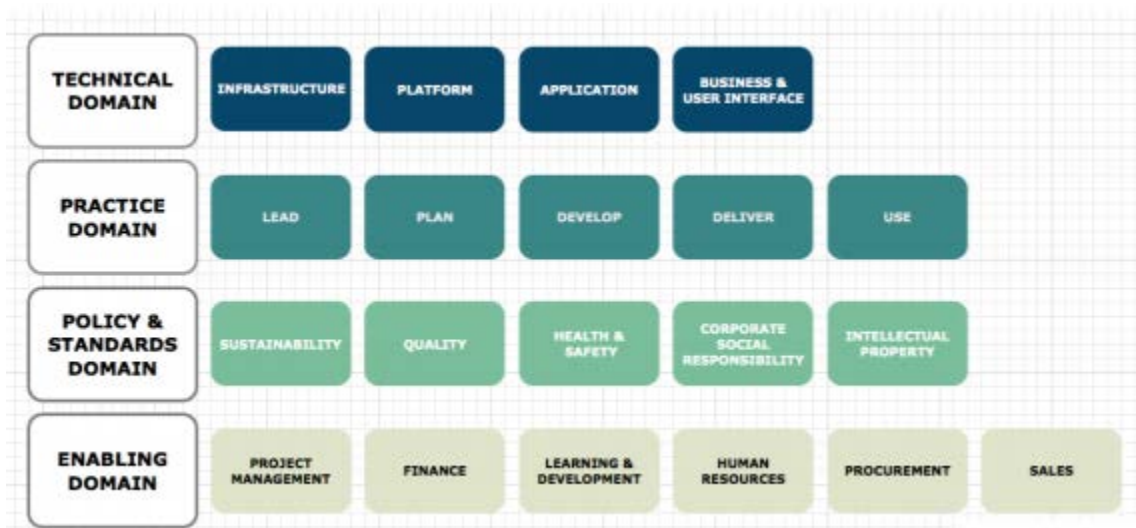 TECHNICAL
DOMAIN
INFRASTRUCTURE
PLATFORM
APPLICATION
BUSINESS &
USER INTERFACE
PRACTICE
DOMAIN
LEAD
PLAN
DEVELOP
DELIVER
USE
POLICY &
STANDARDS
DOMAIN
SUSTAINABILITY
QUALITY
HEALTH &
SAFETY
CORPORATE
SOCIAL
RESPONSIBILITY
INTELLECTUAL
PROPERTY
ENABLING
DOMAIN
PROJECT
MANAGEMENT
FINANCE
LEARNING &
DEVELOPMENT
HUMAN
RESOURCES
PROCUREMENT
SALES